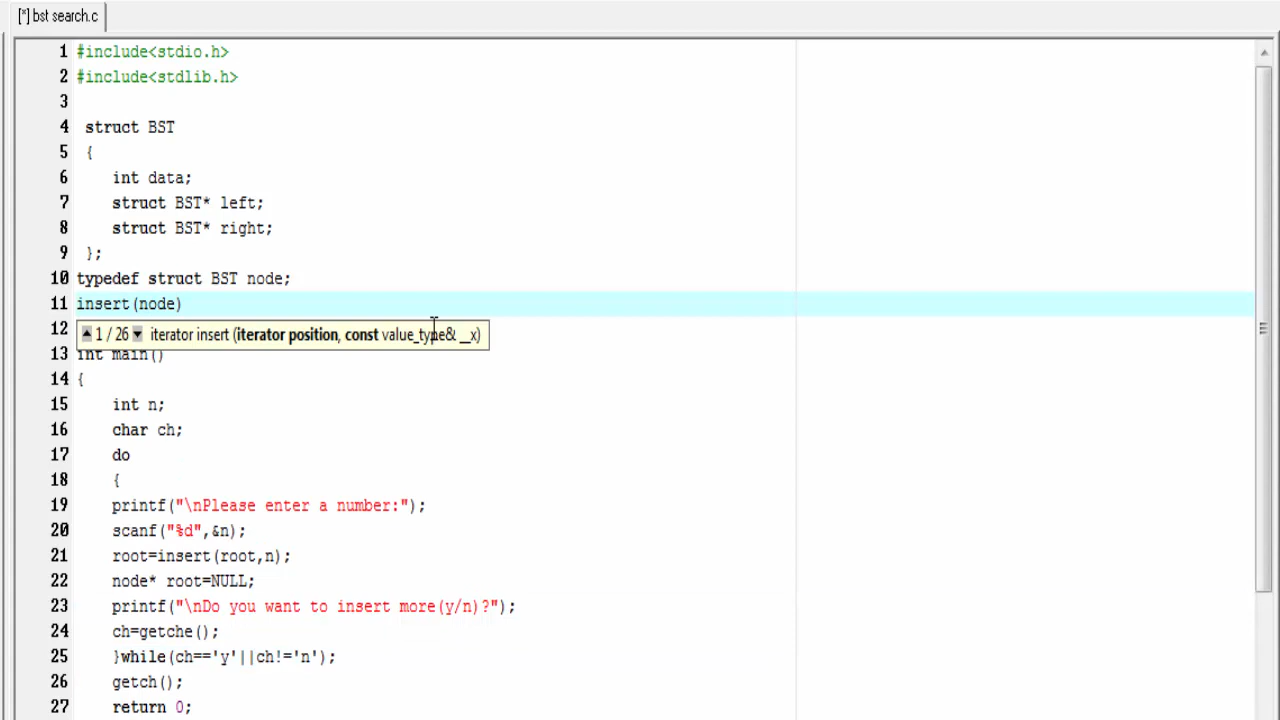 [*] bst search.c
1 #include<stdio.h>
2 #include<stdlib.h>
3
4 struct BST
5 {
6 int data;
7 struct BST* left;
8 struct BST* right;
9 };
10 typedef struct BST node;
11 insert(node)
12 1 / 26 iterator insert (iterator position, const value_type& __x)
13 int main()
14 {
15 int n;
16 char ch;
17 do
18 {
19 printf("\nPlease enter a number:");
20 scanf("%d",&n);
21 root=insert(root,n);
22 node* root=NULL;
23 printf("\nDo you want to insert more(y/n)?");
24 ch=getche();
25 }while(ch=='y'||ch!='n');
26 getch();
27 return 0;